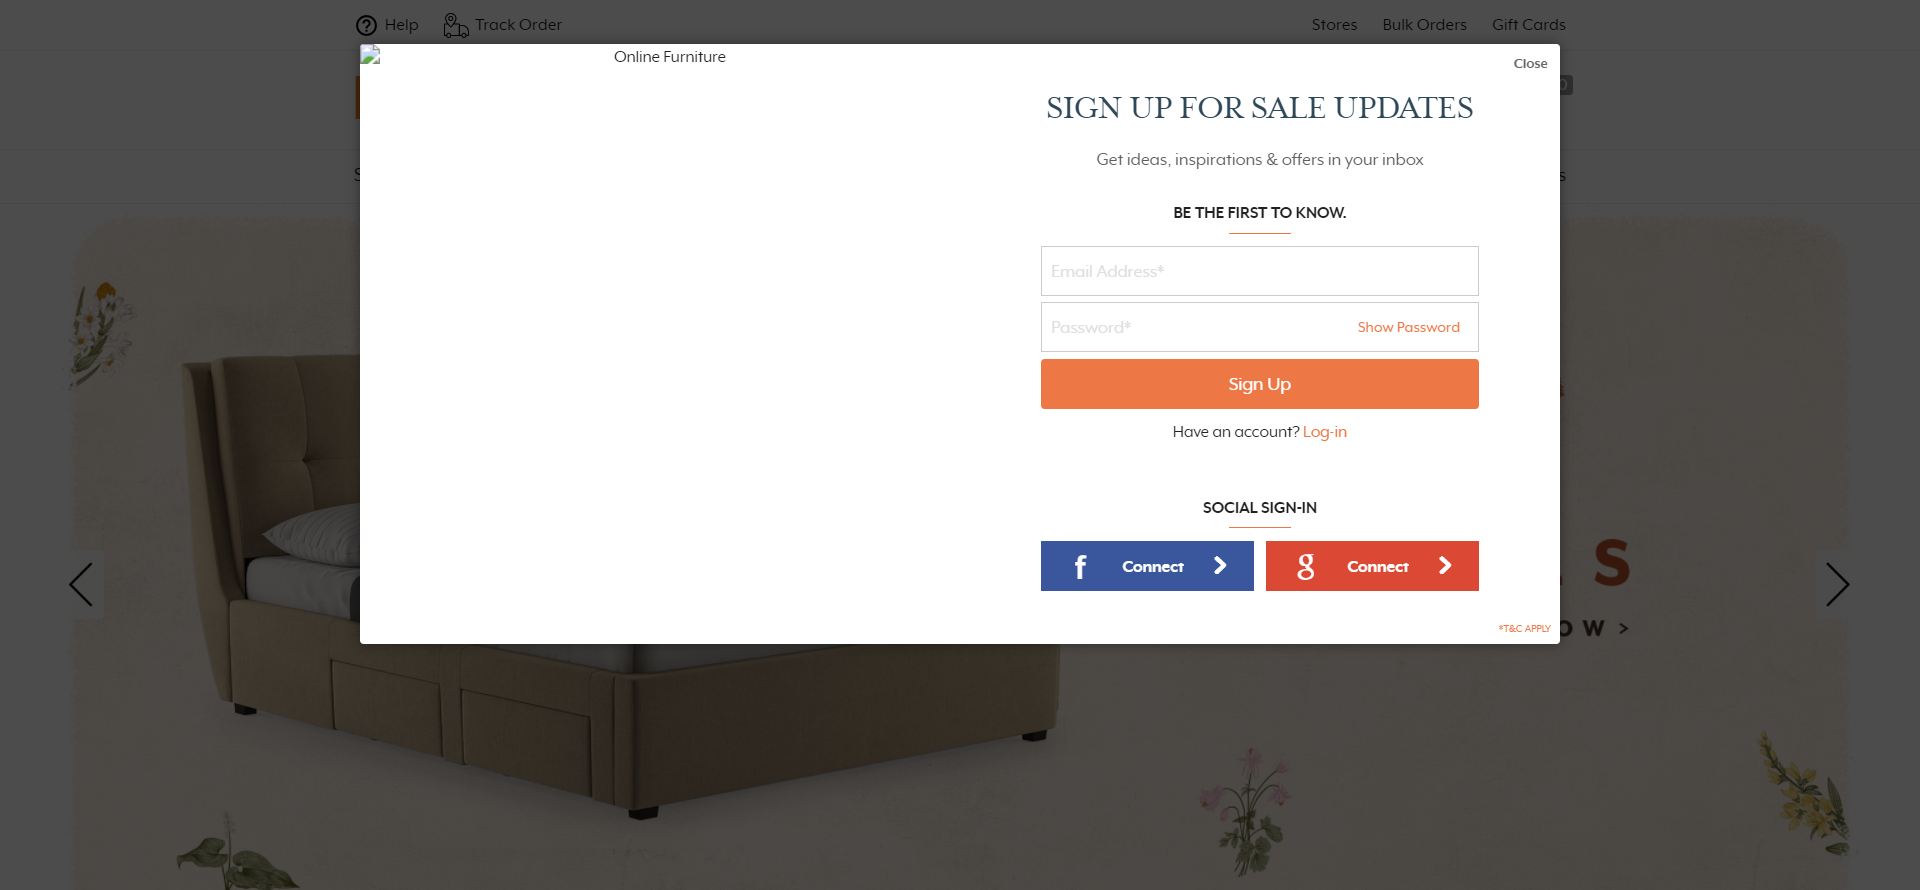 Help
Track Order
Stores
Bulk Orders
Gift Cards
Online Furniture
Close
SIGN UP FOR SALE UPDATES
Get ideas, inspirations & offers in your inbox
BE THE FIRST TO KNOW.
Email Address*
Password*
Show Password
Sign Up
Have an account? Log-in
SOCIAL SIGN-IN
f Connect
g Connect
*T&C APPLY